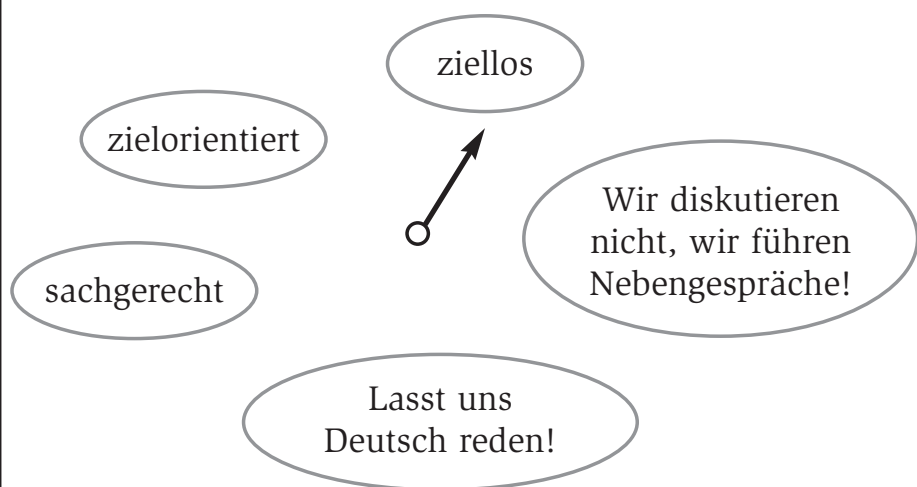 ziellos
zielorientiert
Wir diskutieren
nicht, wir führen
Nebengespräche!
sachgerecht
Lasst uns
Deutsch reden!